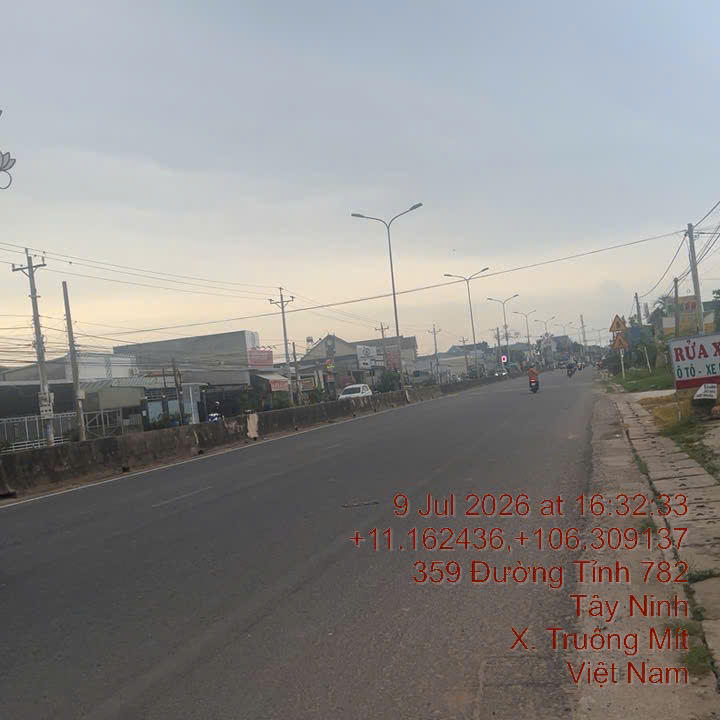 RỬA X
Ô TÔ - XE
9 Jul 2026 at 16:32:33
+11.162436,+106.309137
359 Đường Tỉnh 782
Tây Ninh
X. Truông MIt
Việt Nam